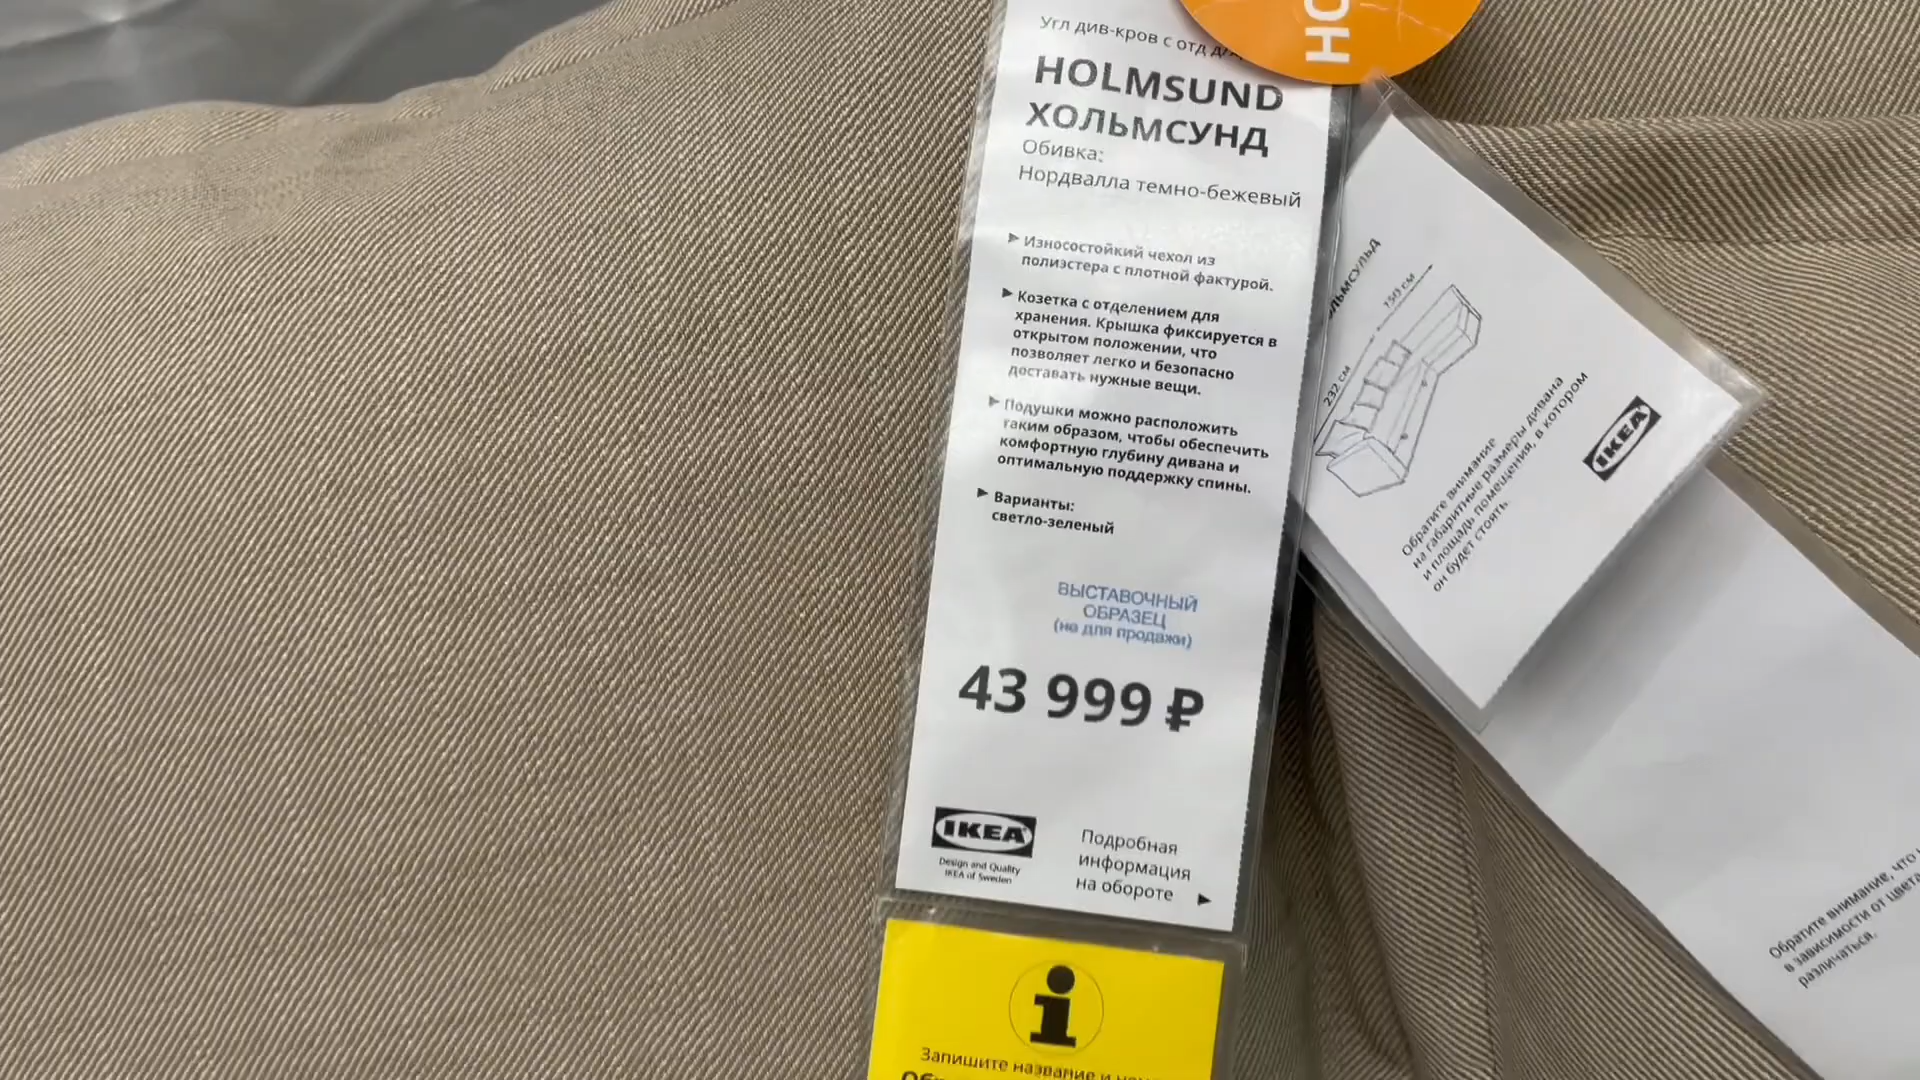 Угл див-кров с отд
HOLMSUND
ХОЛЬМСУНД
Обивка:
Нордвалла темно-бежевый
► Износостойкий чехол из
полиэстера с плотной фактурой.
► Козетка с отделением для
хранения. Крышка фиксируется в
открытом положении, что
позволяет легко и безопасно
доставать нужные вещи.
► Подушки можно расположить
таким образом, чтобы обеспечить
комфортную глубину дивана и
оптимальную поддержку спины.
► Варианты:
светло-зеленый
ВЫСТАВОЧНЫЙ
ОБРАЗЕЦ
(не для продажи)
43 999 ₽
IKEA
Design and Quality
IKEA of Sweden
Подробная
информация
на обороте ►
Запишите название и
НО
150 см
232 см
Обратите внимание
на габаритные размеры дивана
и площадь помещения, в котором
он будет стоять.
IKEA
Обратите внимание, что
в зависимости от цвета
различаться.